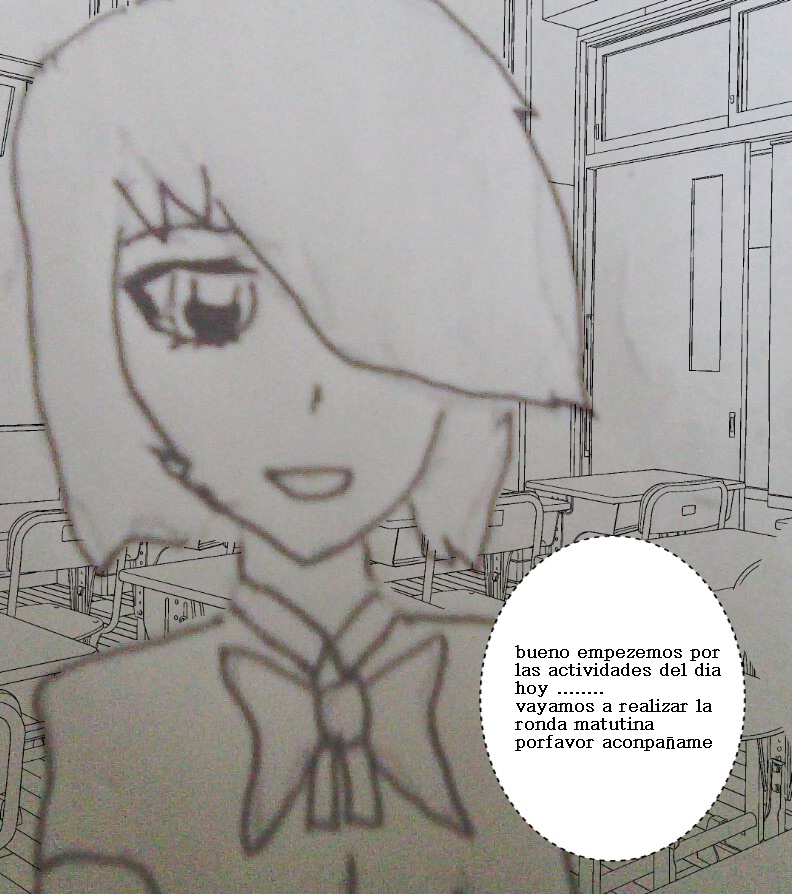 bueno empezemos por
las actividades del dia
hoy ........
vayamos a realizar la
ronda matutina
porfavor aconpañame